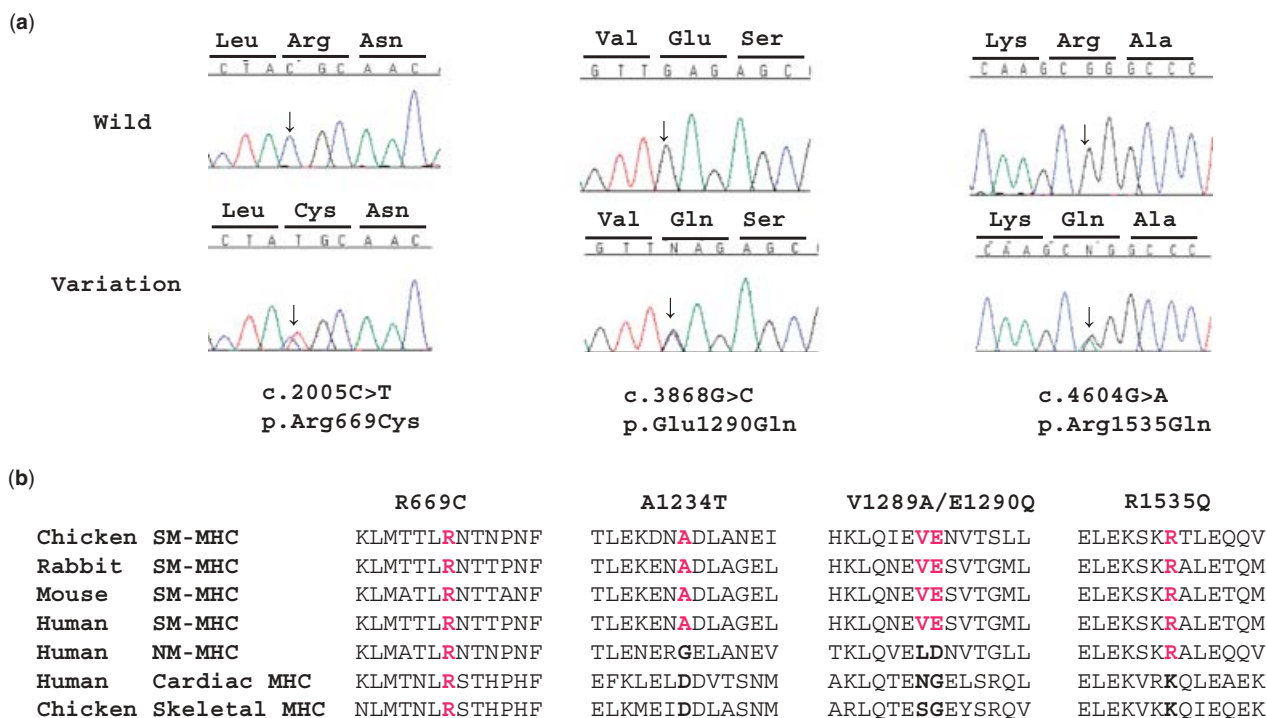 (a)
Leu Arg Asn Val Glu Ser Lys Arg Ala
C T A C G C A A C G T T G A G A G C C A A G C G G G C C C
Wild
↓ ↓ ↓
Leu Cys Asn Val Gln Ser Lys Gln Ala
C T A T G C A A C G T T N A G A G C C A A G C N G G C C C
Variation
↓ ↓ ↓
c.2005C>T c.3868G>C c.4604G>A
p.Arg669Cys p.Glu1290Gln p.Arg1535Gln
(b)
R669C A1234T V1289A/E1290Q R1535Q
Chicken SM-MHC KLMTTLRNTNPNF TLEKDNADLANEI HKLQIEVENVTSLL ELEKSKRTLEQQV
Rabbit SM-MHC KLMTTLRNTTPNF TLEKENADLAGEL HKLQNEVESVTGML ELEKSKRALETQM
Mouse SM-MHC KLMATLRNTTANF TLEKENADLAGEL HKLQNEVESVTGML ELEKSKRALETQM
Human SM-MHC KLMTTLRNTTPNF TLEKENADLAGEL HKLQNEVESVTGML ELEKSKRALETQM
Human NM-MHC KLMATLRNTNPNF TLENERGELANEV TKLQVELDNVTGLL ELEKSKRALEQQV
Human Cardiac MHC KLMTNLRSTHPHF EFKLELDDVTSNM AKLQTENGELSRQL ELEKVRKQLEAEK
Chicken Skeletal MHC NLMTNLRSTHPHF ELKMEIDDLASNM ARLQTESGEYSRQV ELEKVKKQIEQEK